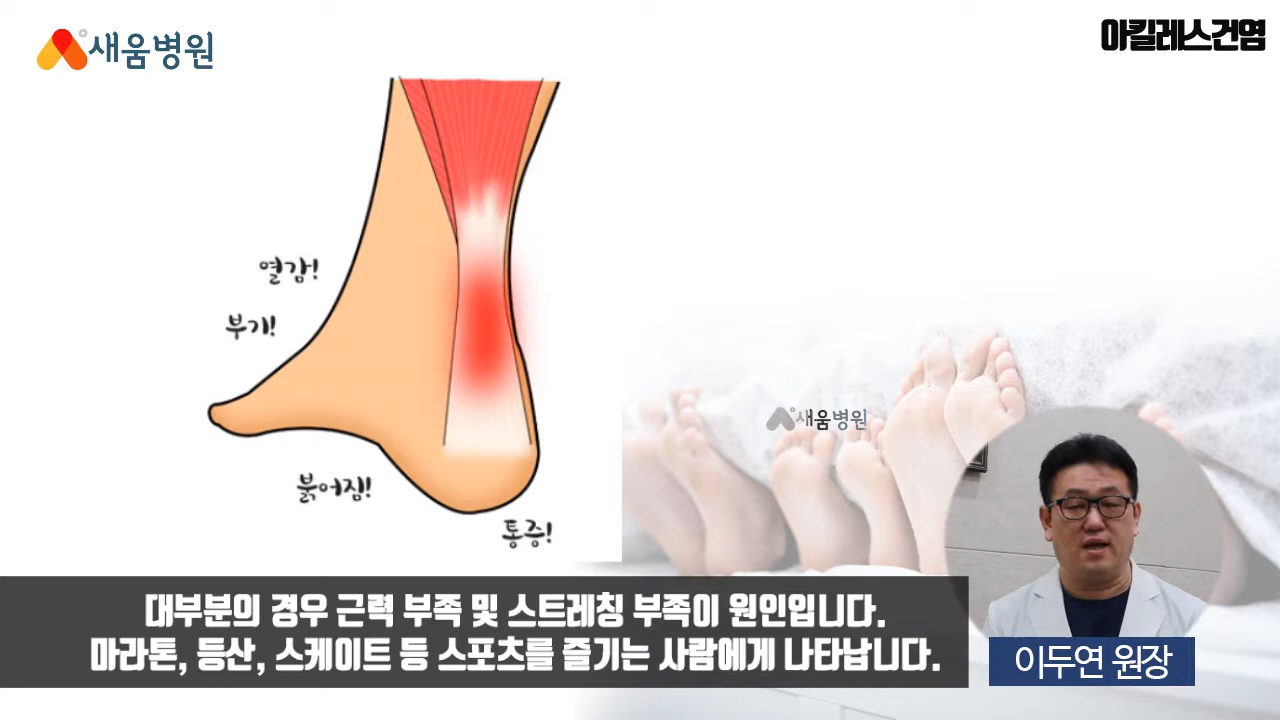 새움병원
아킬레스건염
열감!
부기!
붉어짐!
통증!
새움병원
대부분의 경우 근력 부족 및 스트레칭 부족이 원인입니다.
마라톤, 등산, 스케이트 등 스포츠를 즐기는 사람에게 나타납니다.
이두연 원장